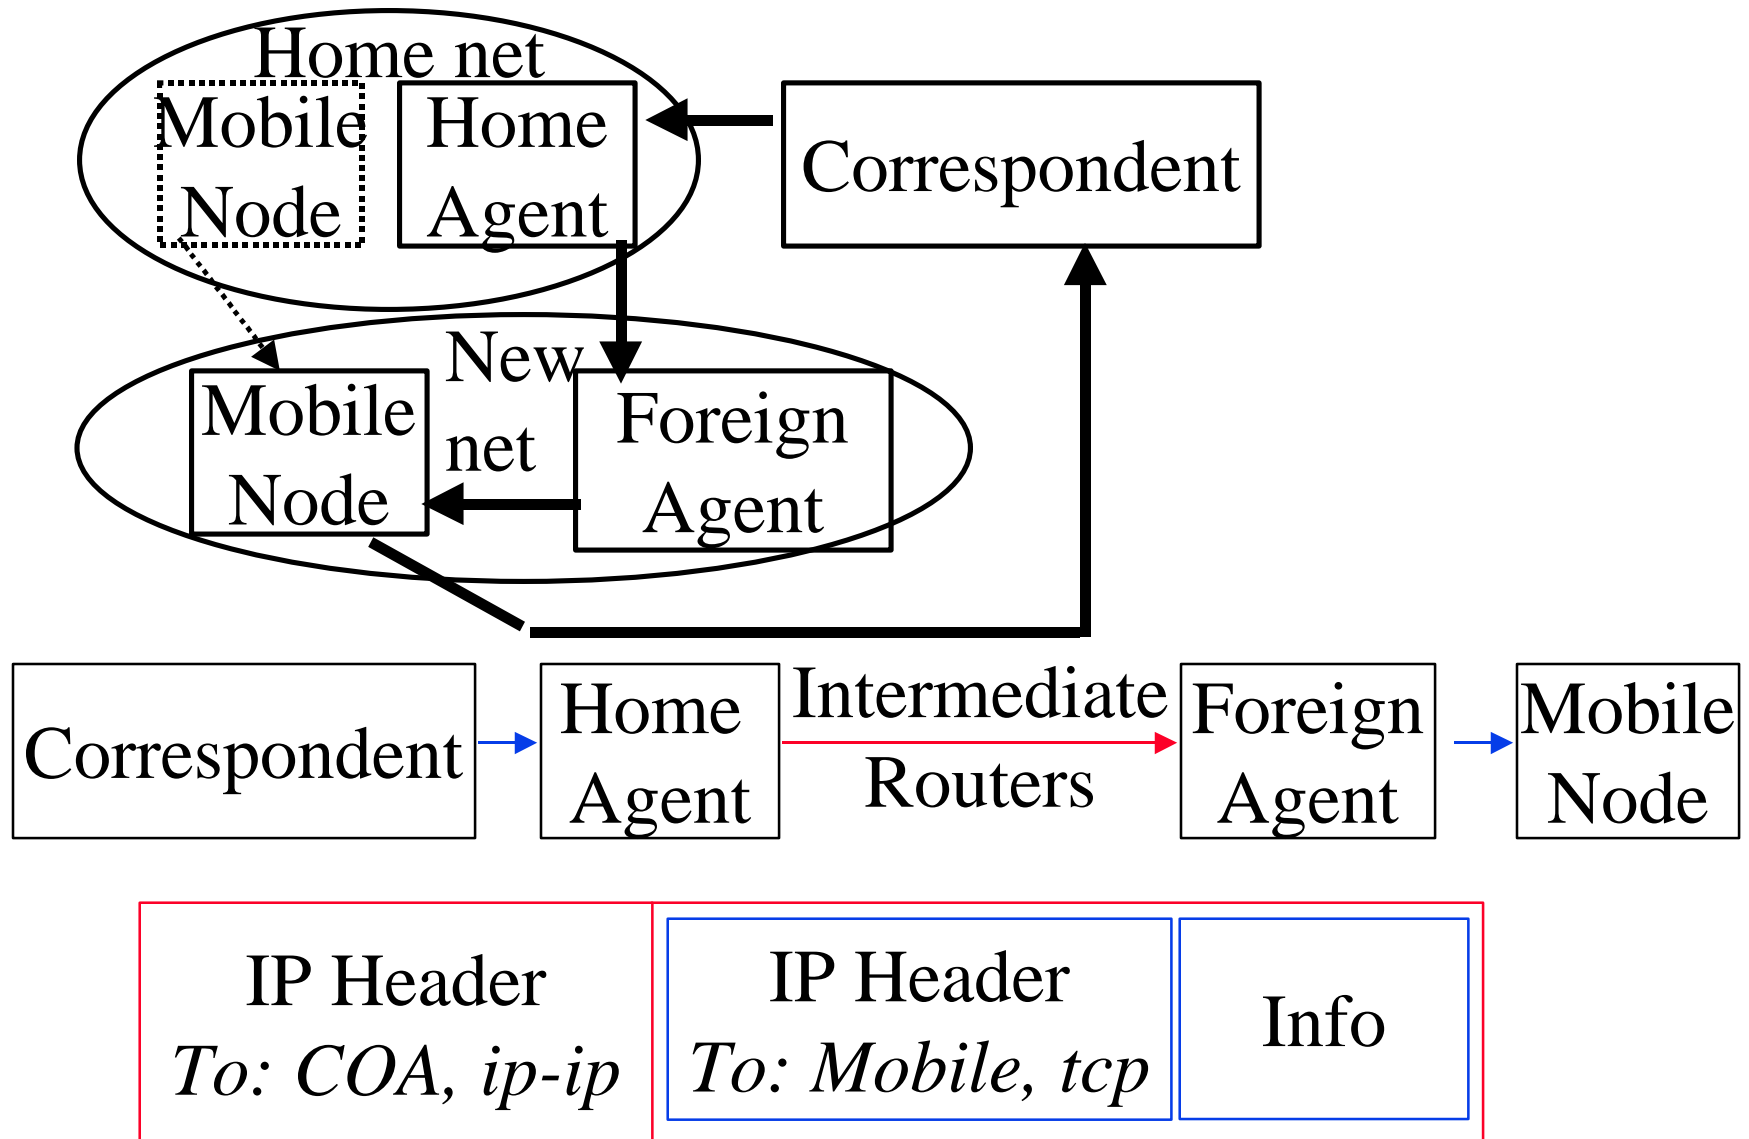 Home net
Mobile
Node
Home
Agent
Correspondent
New
net
Mobile
Node
Foreign
Agent
Correspondent
Home
Agent
Intermediate
Routers
Foreign
Agent
Mobile
Node
IP Header
To: COA, ip-ip
IP Header
To: Mobile, tcp
Info